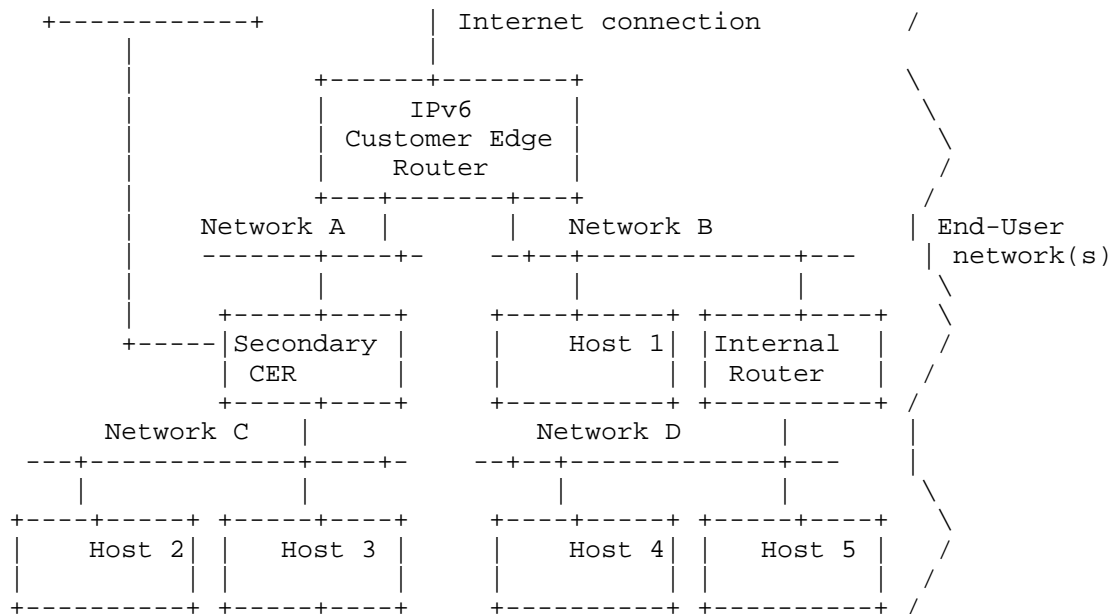 Internet connection
IPv6
Customer Edge
Router
Network A Network B End-User
network(s)
Secondary Host 1 Internal
CER Router
Network C Network D
Host 2 Host 3 Host 4 Host 5